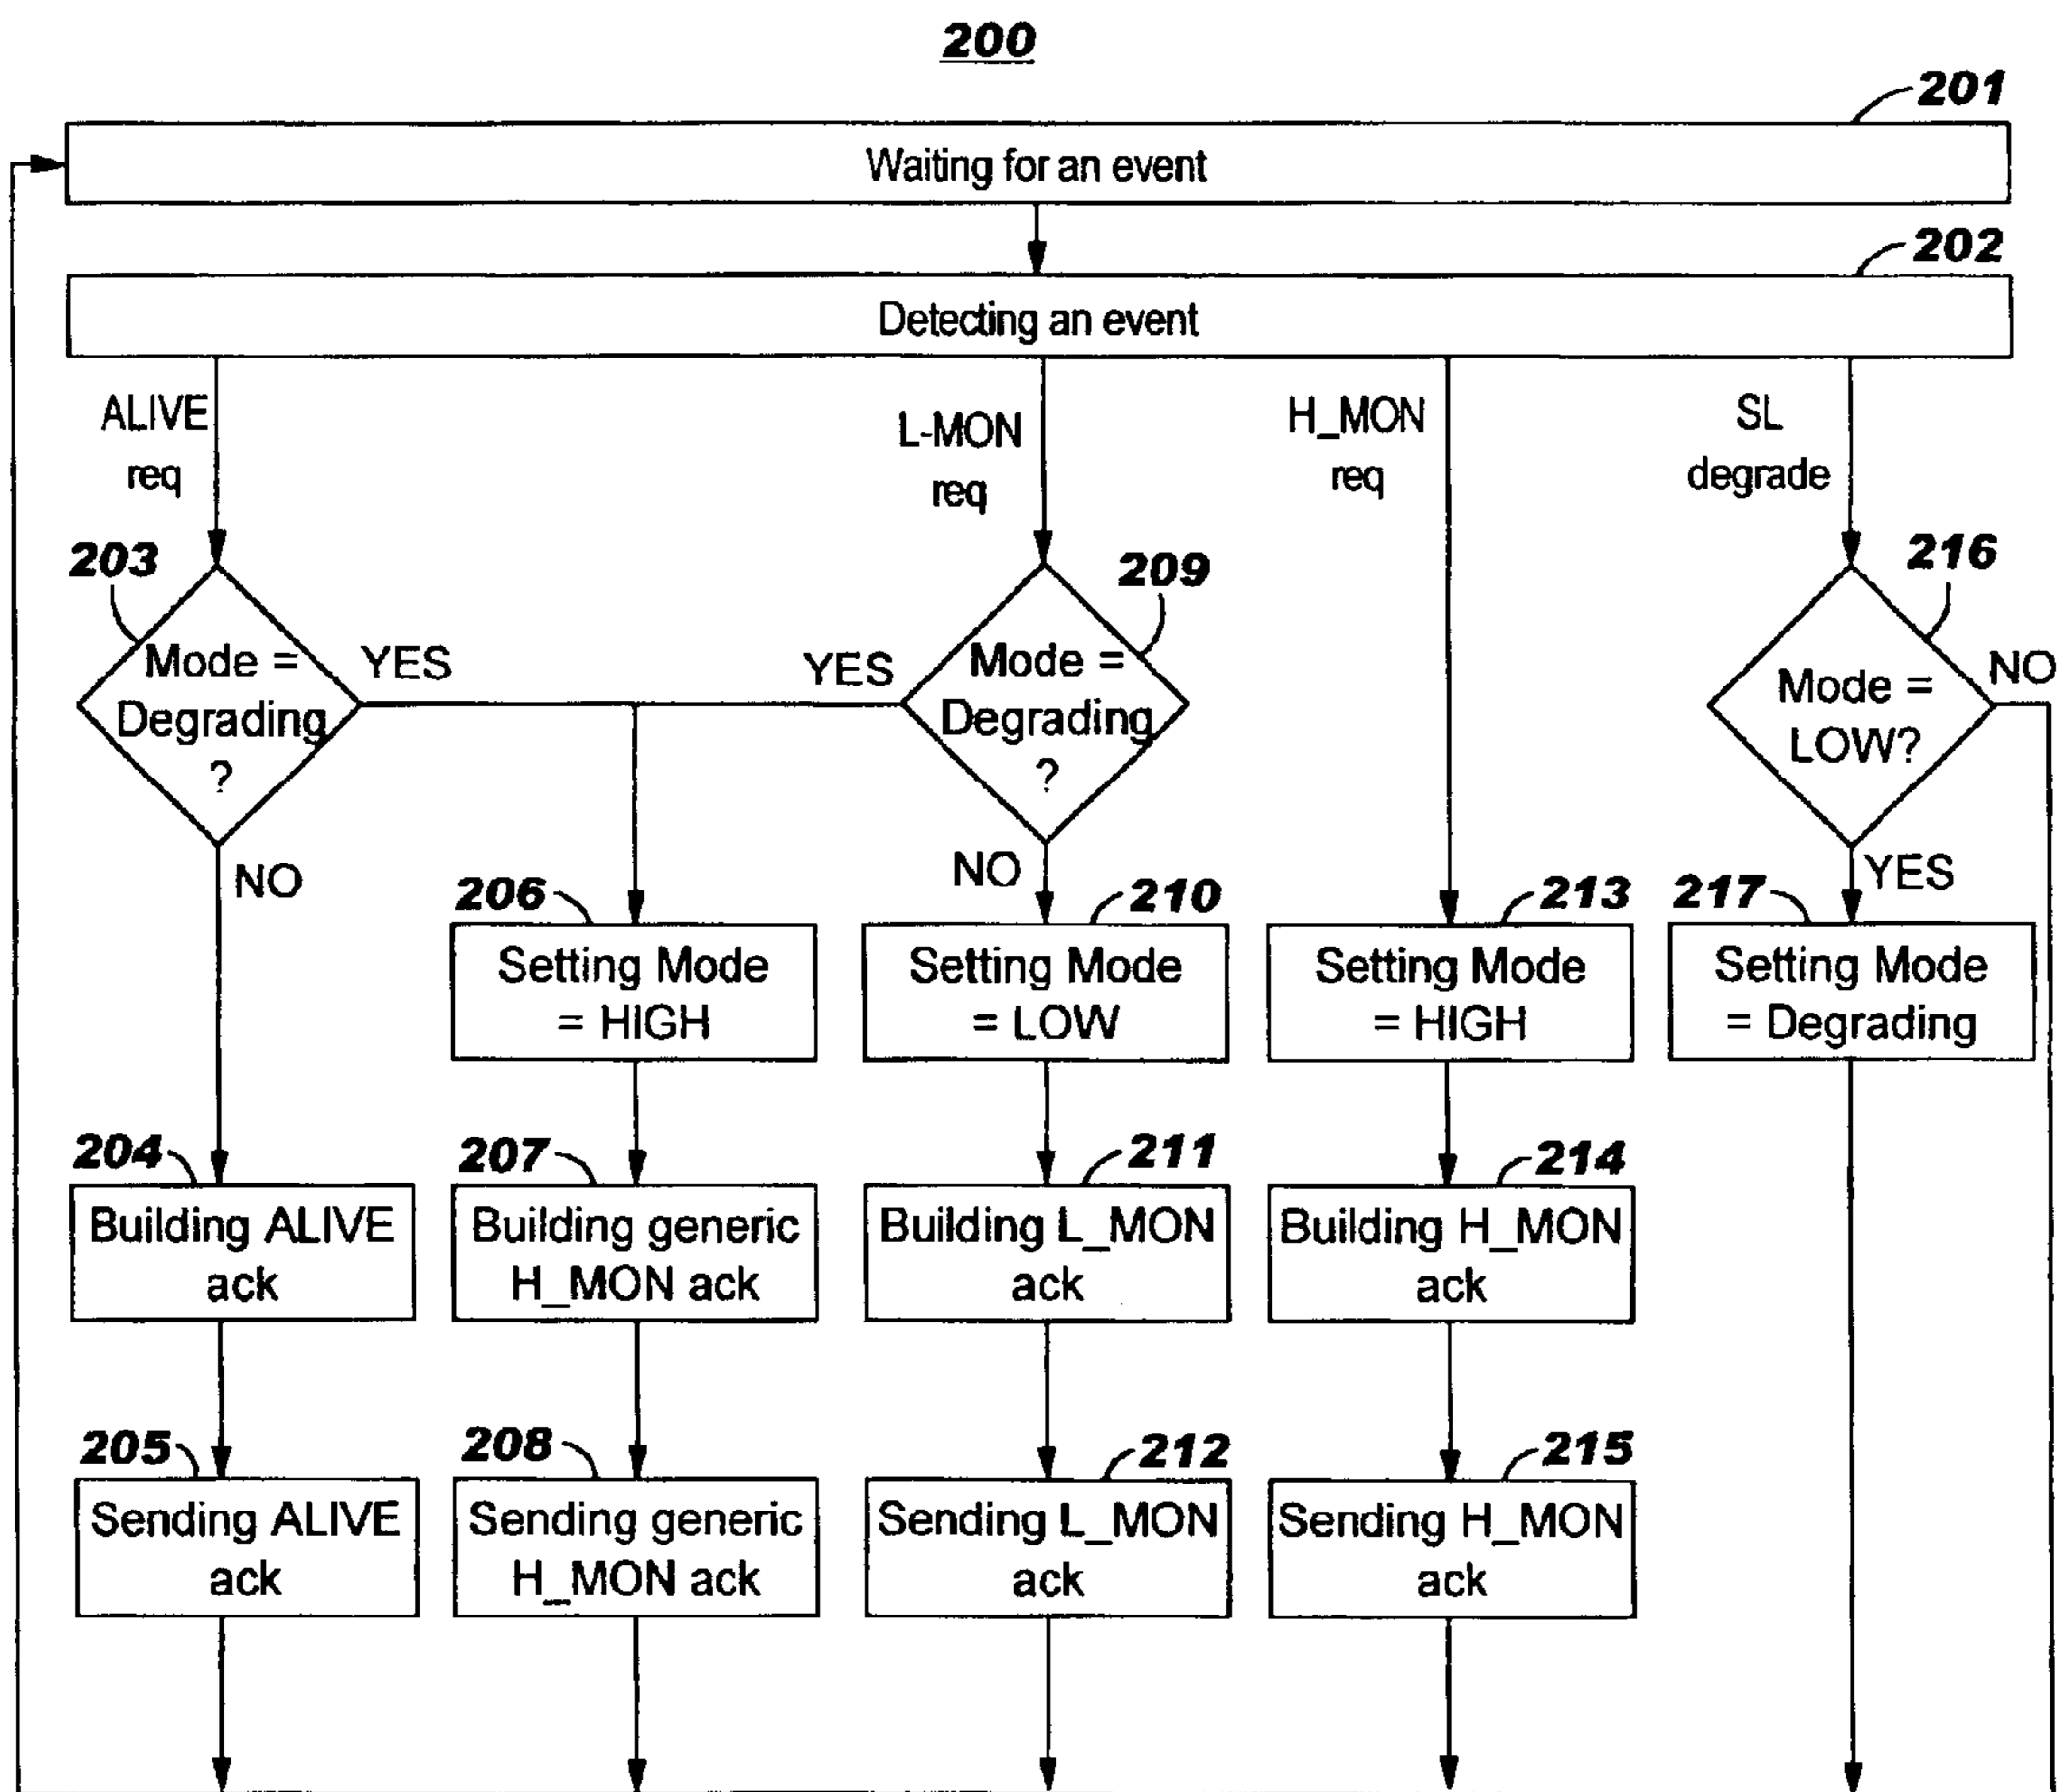 200
201
Waiting for an event
202
Detecting an event
ALIVE
req
L-MON
req
H_MON
req
SL
degrade
203
Mode =
Degrading
?
YES
NO
209
YES
Mode =
Degrading
?
NO
216
Mode =
LOW?
NO
YES
206
Setting Mode
= HIGH
210
Setting Mode
= LOW
213
Setting Mode
= HIGH
217
Setting Mode
= Degrading
204
Building ALIVE
ack
207
Building generic
H_MON ack
211
Building L_MON
ack
214
Building H_MON
ack
205
Sending ALIVE
ack
208
Sending generic
H_MON ack
212
Sending L_MON
ack
215
Sending H_MON
ack